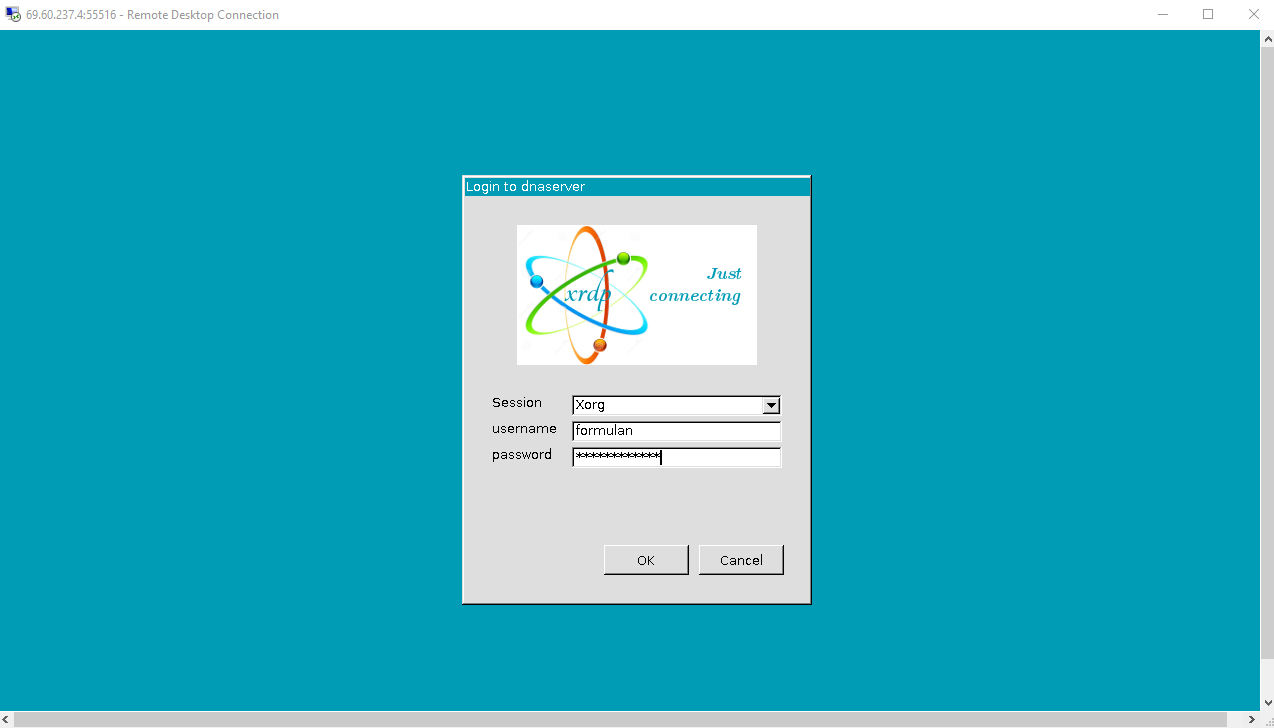 69.60.237.4:55516 - Remote Desktop Connection
Login to dnaserver
xrdp
Just
connecting
Session Xorg
username formulan
password ************
OK Cancel